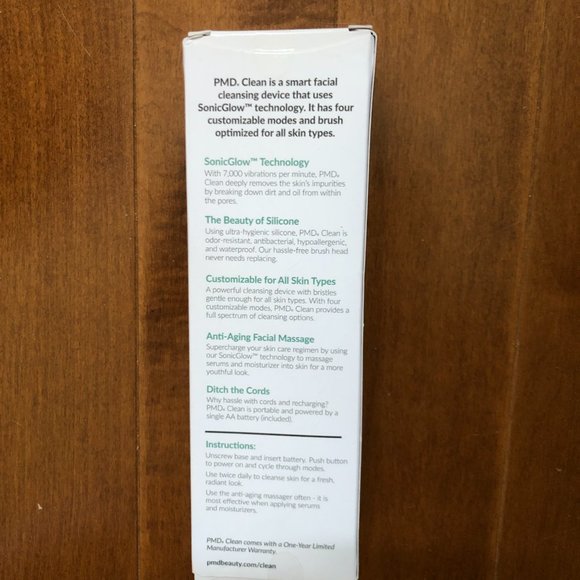 PMD. Clean is a smart facial
cleansing device that uses
SonicGlow™ technology. It has four
customizable modes and brush
optimized for all skin types.
SonicGlow™ Technology
With 7,000 vibrations per minute, PMD.
Clean deeply removes the skin's impurities
by breaking down dirt and oil from within
the pores.
The Beauty of Silicone
Using ultra-hygienic silicone, PMD. Clean is
odor-resistant, antibacterial, hypoallergenic,
and waterproof. Our hassle-free brush head
never needs replacing.
Customizable for All Skin Types
A powerful cleansing device with bristles
gentle enough for all skin types. With four
customizable modes, PMD. Clean provides a
full spectrum of cleansing options.
Anti-Aging Facial Massage
Supercharge your skin care regimen by using
our SonicGlow™ technology to massage
serums and moisturizer into skin for a more
youthful look.
Ditch the Cords
Why hassle with cords and recharging?
PMD. Clean is portable and powered by a
single AA battery (included).
Instructions:
Unscrew base and insert battery. Push button
to power on and cycle through modes.
Use twice daily to cleanse skin for a fresh,
radiant look.
Use the anti-aging massager often - it is
most effective when applying serums
and moisturizers.
PMD. Clean comes with a One-Year Limited
Manufacturer Warranty.
pmdbeauty.com/clean